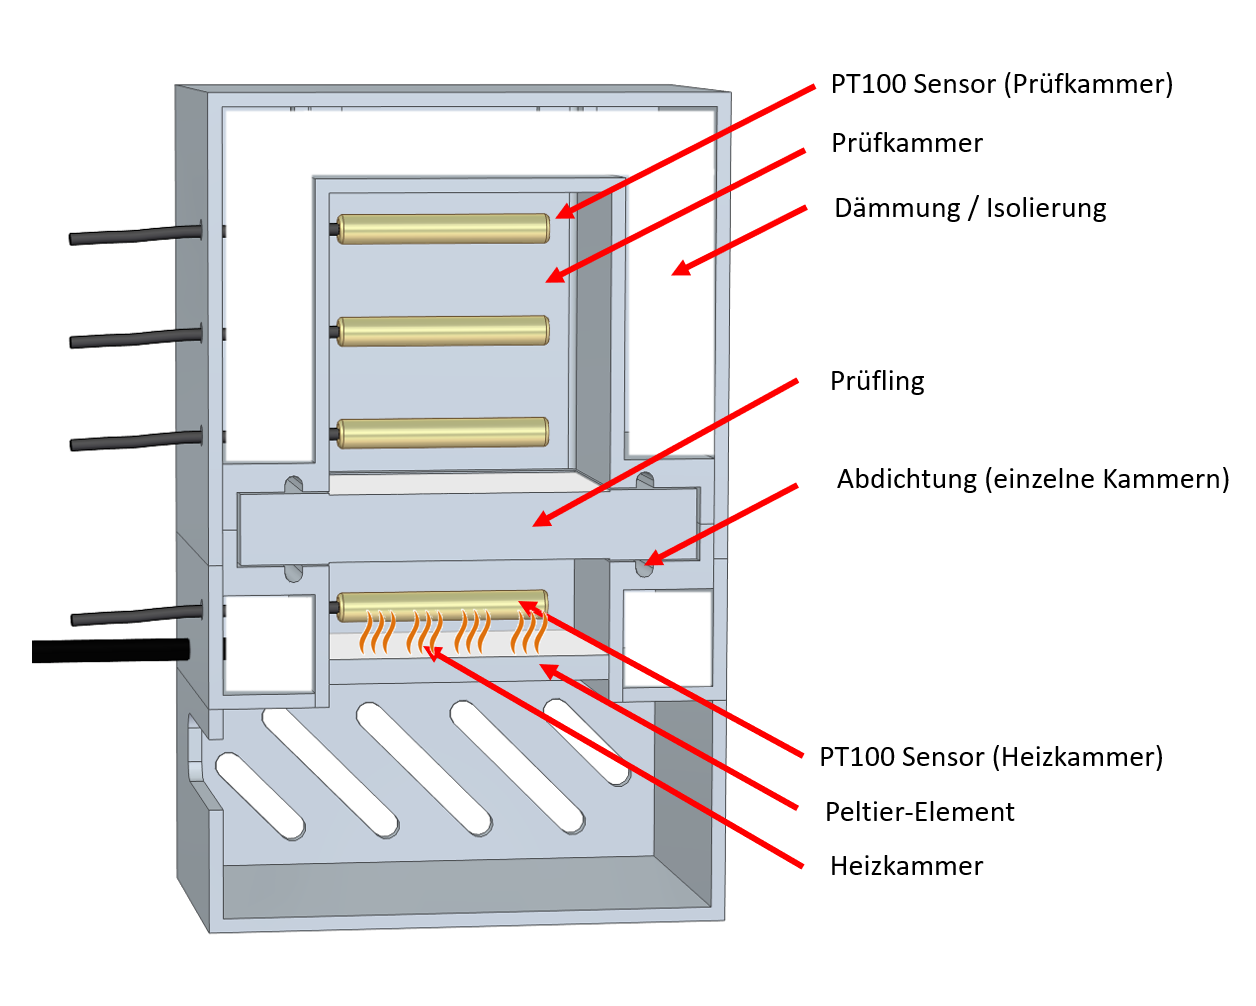 PT100 Sensor (Prüfkammer)
Prüfkammer
Dämmung / Isolierung
Prüfling
Abdichtung (einzelne Kammern)
PT100 Sensor (Heizkammer)
Peltier-Element
Heizkammer